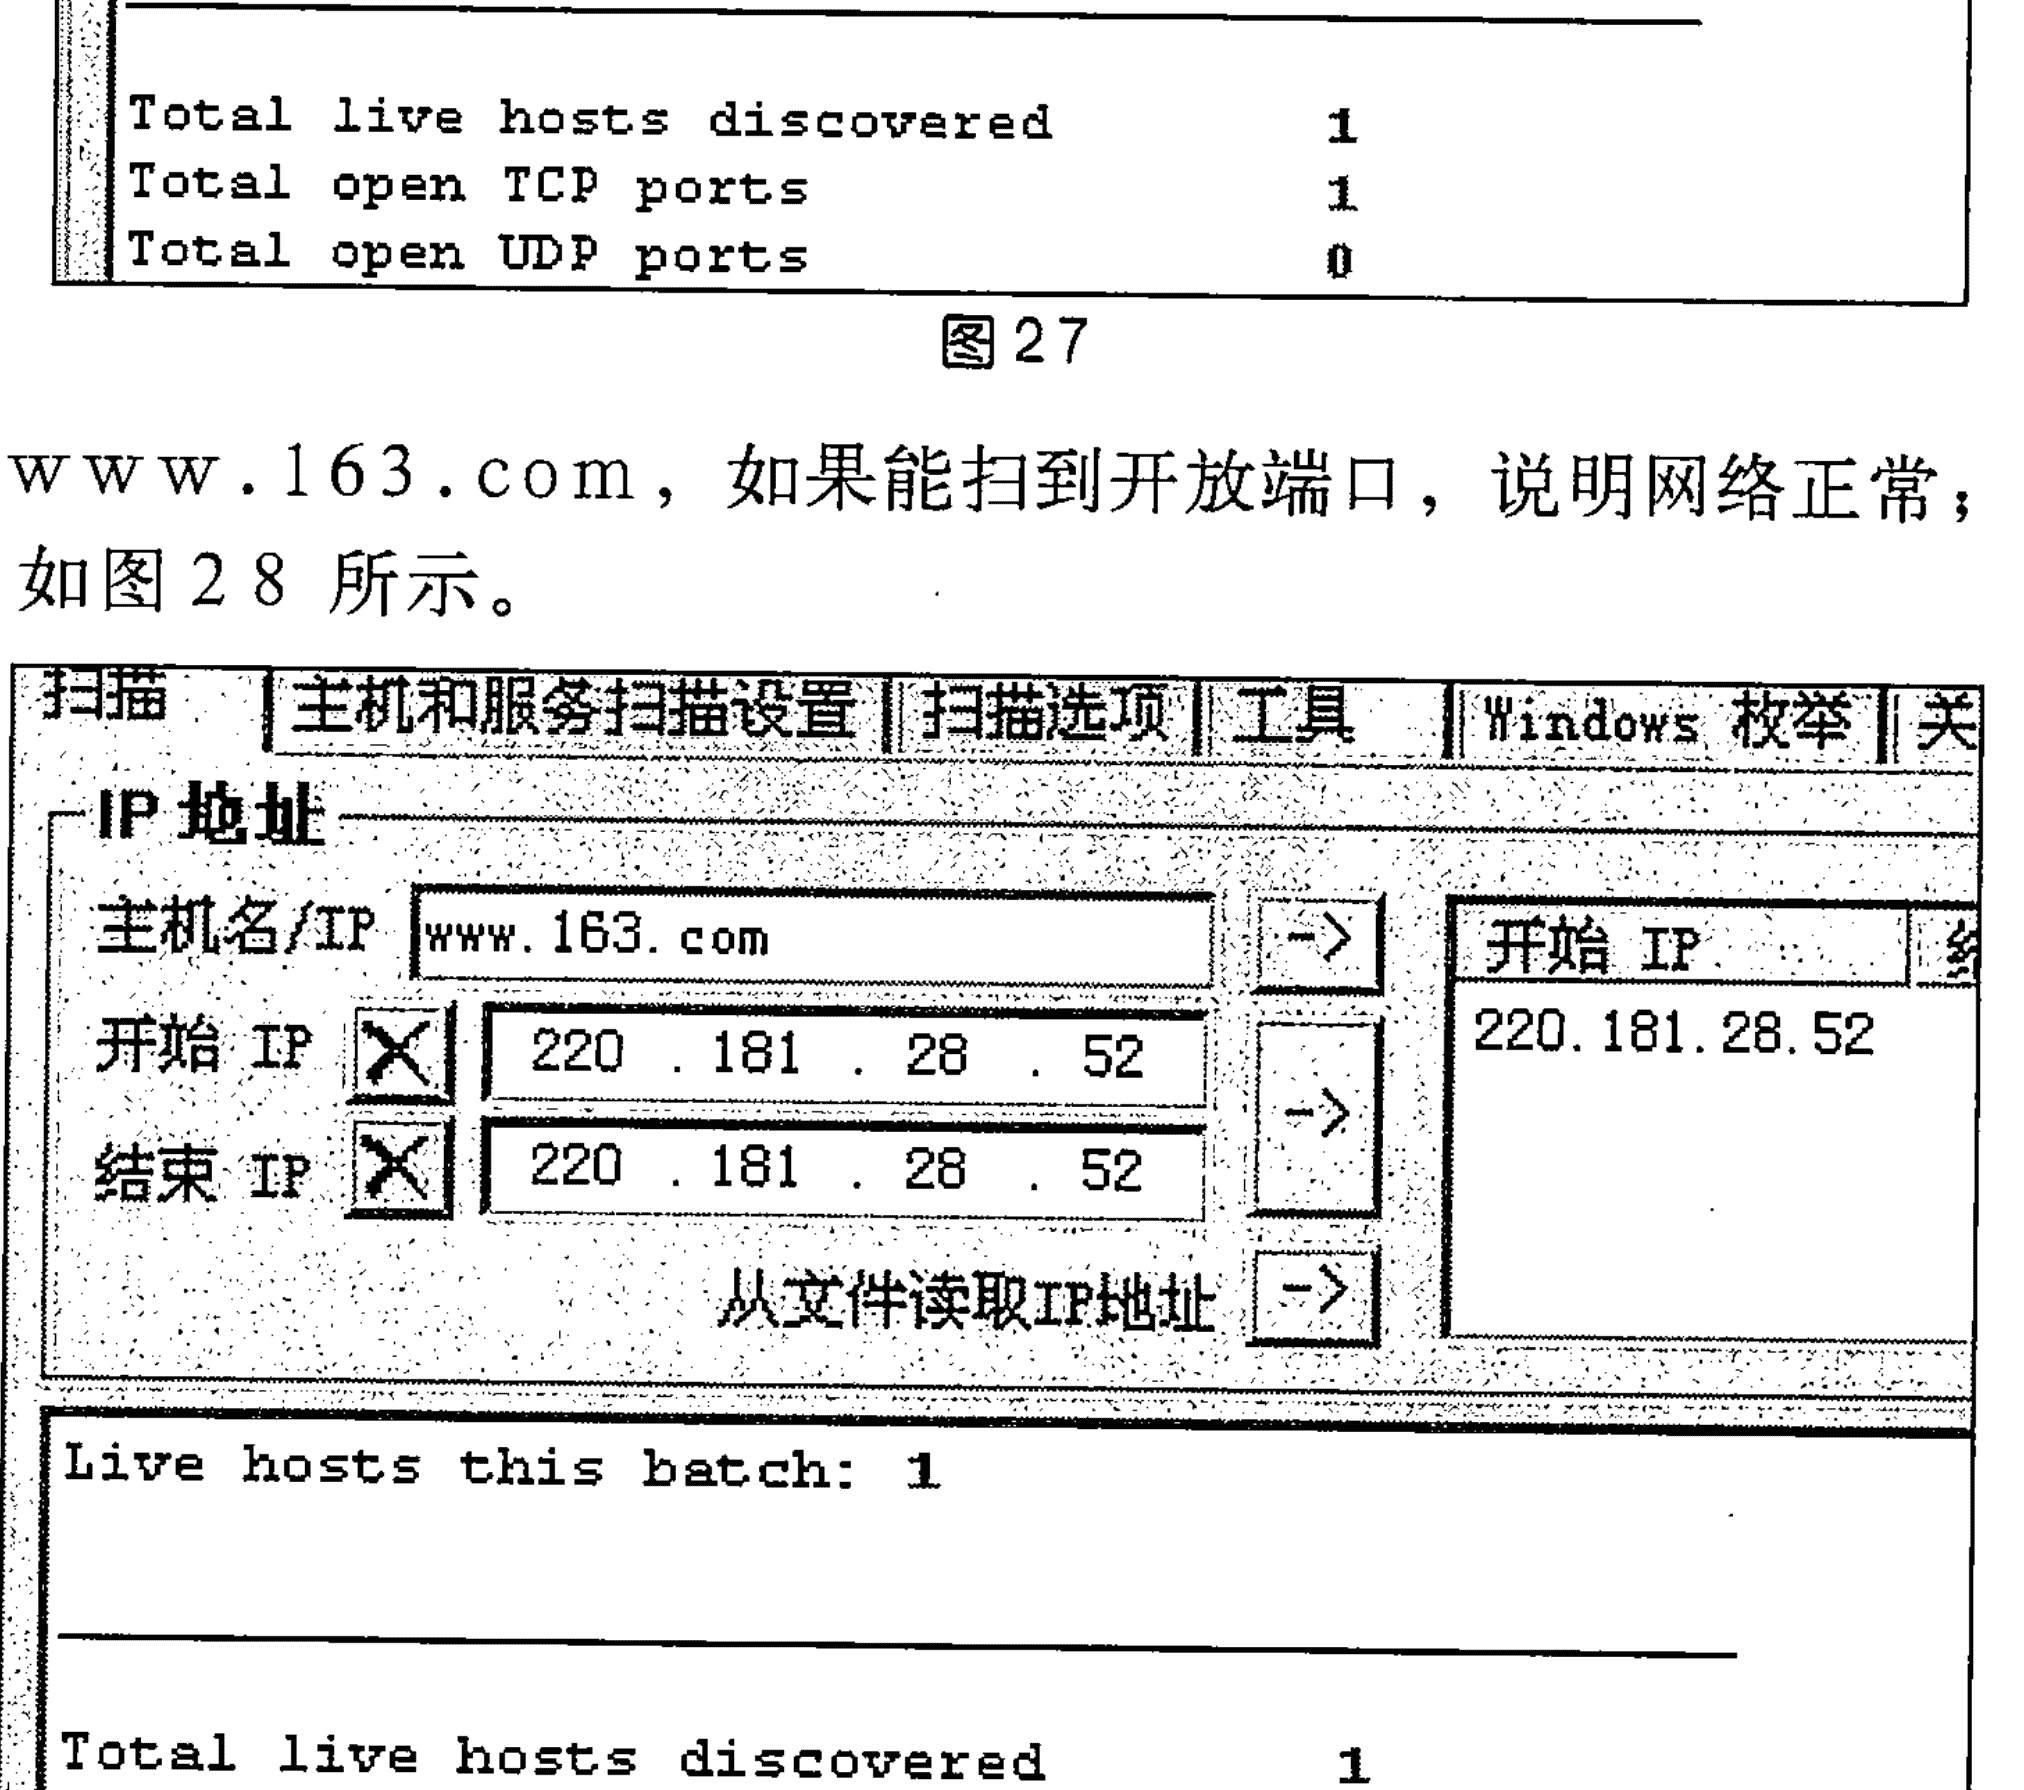 Total live hosts discovered 1
Total open TCP ports 1
Total open UDP ports 0
图27
www.163.com，如果能扫到开放端口，说明网络正常；
如图28 所示。
扫描 主机和服务扫描设置 扫描选项 工具 Windows 枚举 关
IP 地址
主机名/IP www.163.com -> 开始 IP
开始 IP 220 .181 . 28 . 52 220.181.28.52
->
结束 IP 220 .181 . 28 . 52
从文件读取IP地址 ->
Live hosts this batch: 1
Total live hosts discovered 1